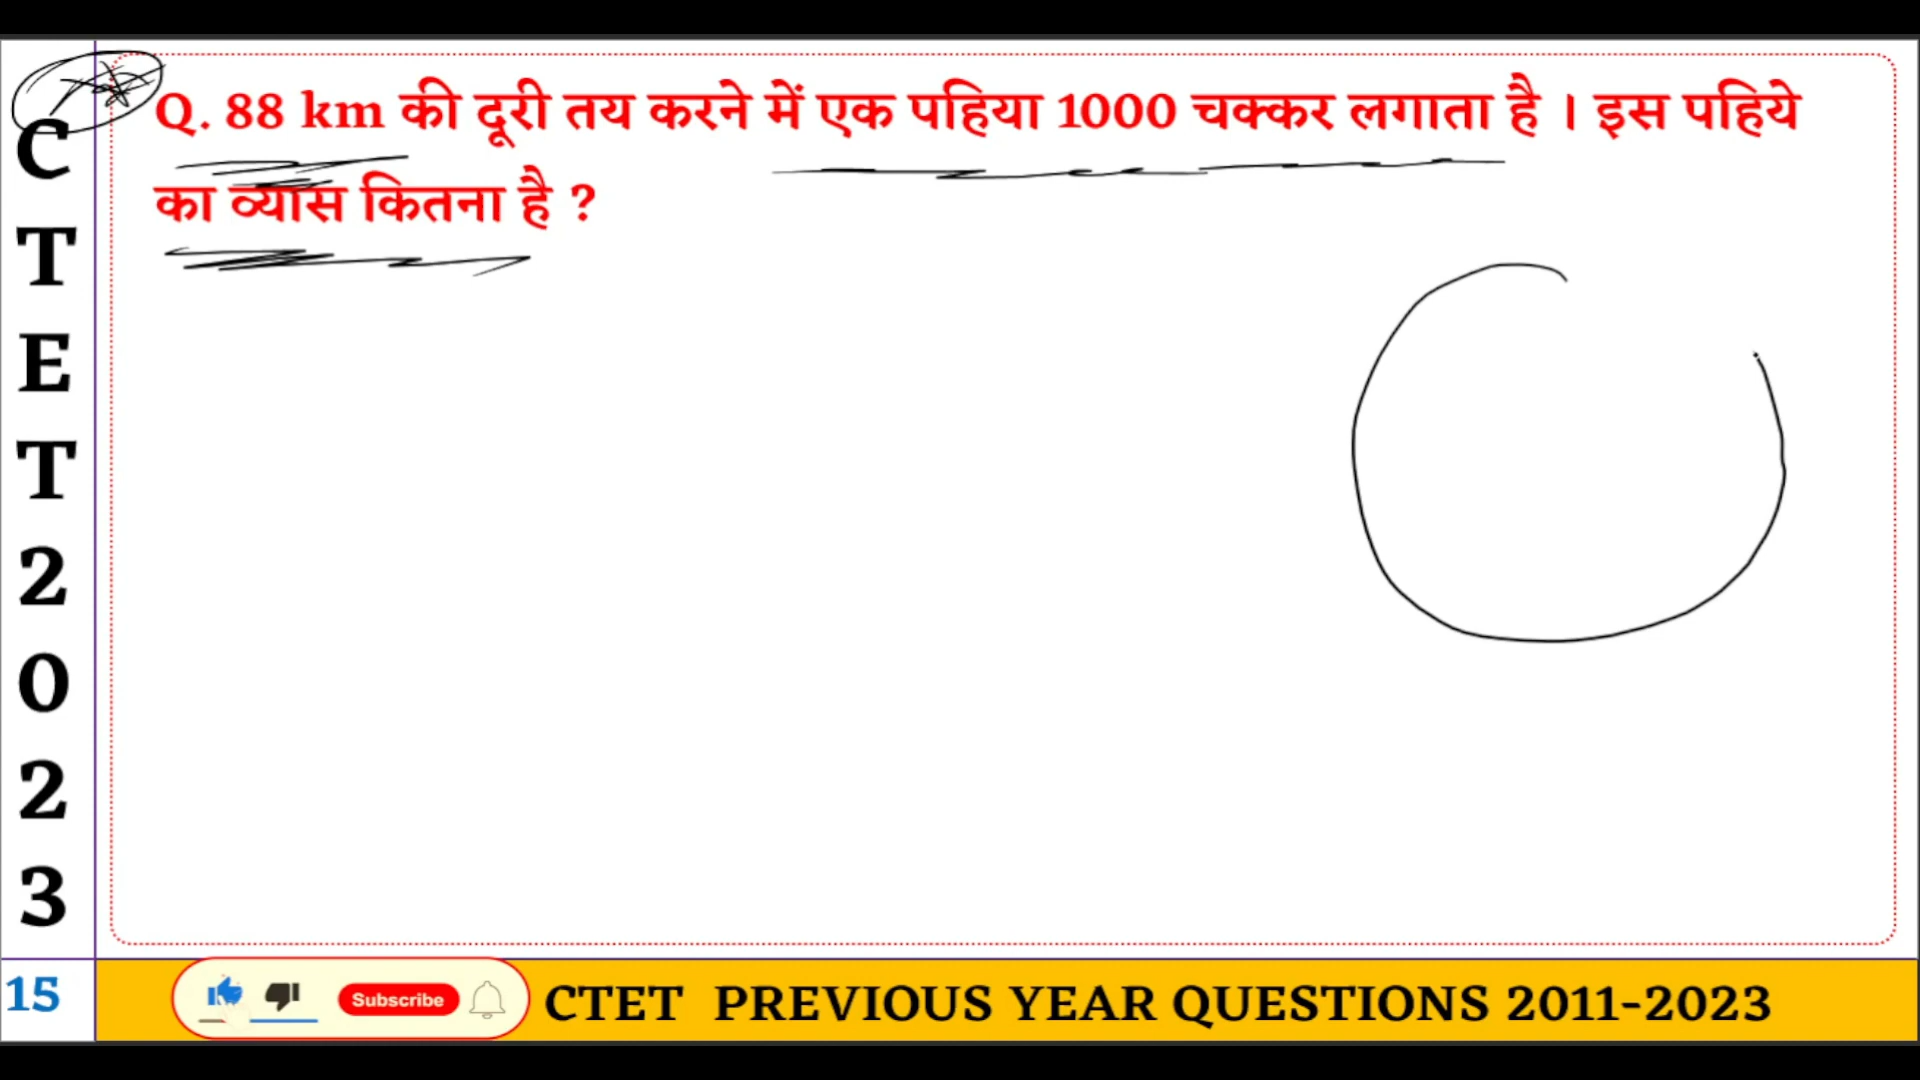 Q. 88 km की दूरी तय करने में एक पहिया 1000 चक्कर लगाता है । इस पहिये
का व्यास कितना है ?
C
T
E
T
2
0
2
3
15
Subscribe
CTET PREVIOUS YEAR QUESTIONS 2011-2023